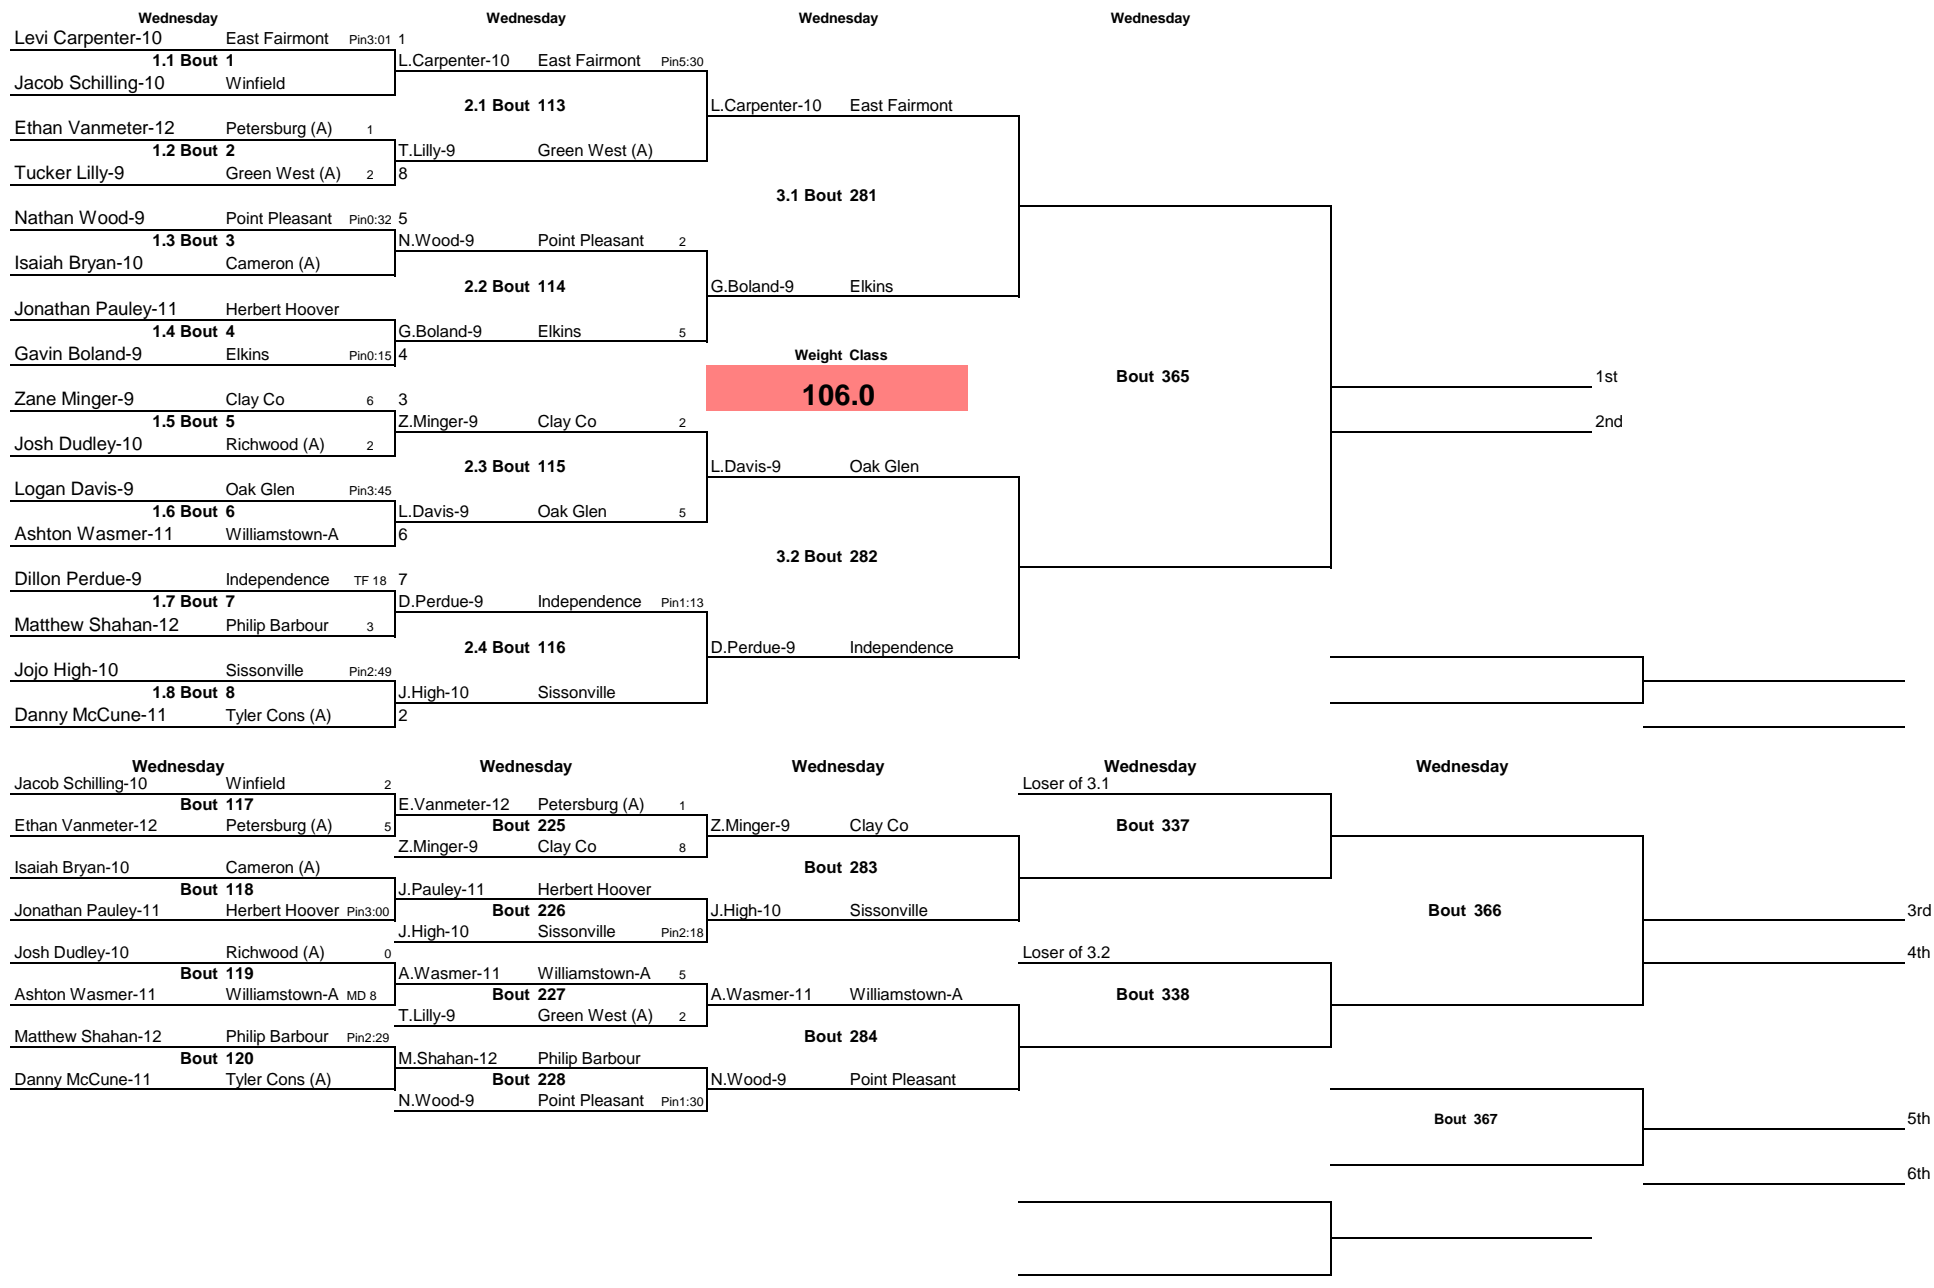 Wednesday Wednesday Wednesday Wednesday
Levi Carpenter-10 East Fairmont Pin3:01 1
1.1 Bout 1 L.Carpenter-10 East Fairmont Pin5:30
Jacob Schilling-10 Winfield
2.1 Bout 113 L.Carpenter-10 East Fairmont
Ethan Vanmeter-12 Petersburg (A) 1
1.2 Bout 2 T.Lilly-9 Green West (A)
Tucker Lilly-9 Green West (A) 2 8
3.1 Bout 281
Nathan Wood-9 Point Pleasant Pin0:32 5
1.3 Bout 3 N.Wood-9 Point Pleasant 2
Isaiah Bryan-10 Cameron (A)
2.2 Bout 114 G.Boland-9 Elkins
Jonathan Pauley-11 Herbert Hoover
1.4 Bout 4 G.Boland-9 Elkins 5
Gavin Boland-9 Elkins Pin0:15 4 Weight Class
Bout 365 1st
Zane Minger-9 Clay Co 6 3 106.0
1.5 Bout 5 Z.Minger-9 Clay Co 2 2nd
Josh Dudley-10 Richwood (A) 2
2.3 Bout 115 L.Davis-9 Oak Glen
Logan Davis-9 Oak Glen Pin3:45
1.6 Bout 6 L.Davis-9 Oak Glen 5
Ashton Wasmer-11 Williamstown-A 6
3.2 Bout 282
Dillon Perdue-9 Independence TF 18 7
1.7 Bout 7 D.Perdue-9 Independence Pin1:13
Matthew Shahan-12 Philip Barbour 3
2.4 Bout 116 D.Perdue-9 Independence
Jojo High-10 Sissonville Pin2:49
1.8 Bout 8 J.High-10 Sissonville
Danny McCune-11 Tyler Cons (A) 2
Wednesday Wednesday Wednesday Wednesday Wednesday
Jacob Schilling-10 Winfield 2 Loser of 3.1
Bout 117 E.Vanmeter-12 Petersburg (A) 1
Ethan Vanmeter-12 Petersburg (A) 5 Bout 225 Z.Minger-9 Clay Co Bout 337
Z.Minger-9 Clay Co 8
Isaiah Bryan-10 Cameron (A) Bout 283
Bout 118 J.Pauley-11 Herbert Hoover
Jonathan Pauley-11 Herbert Hoover Pin3:00 Bout 226 J.High-10 Sissonville Bout 366 3rd
J.High-10 Sissonville Pin2:18
Josh Dudley-10 Richwood (A) 0 Loser of 3.2 4th
Bout 119 A.Wasmer-11 Williamstown-A 5
Ashton Wasmer-11 Williamstown-A MD 8 Bout 227 A.Wasmer-11 Williamstown-A Bout 338
T.Lilly-9 Green West (A) 2
Matthew Shahan-12 Philip Barbour Pin2:29 Bout 284
Bout 120 M.Shahan-12 Philip Barbour
Danny McCune-11 Tyler Cons (A) Bout 228 N.Wood-9 Point Pleasant
N.Wood-9 Point Pleasant Pin1:30
Bout 367 5th
6th